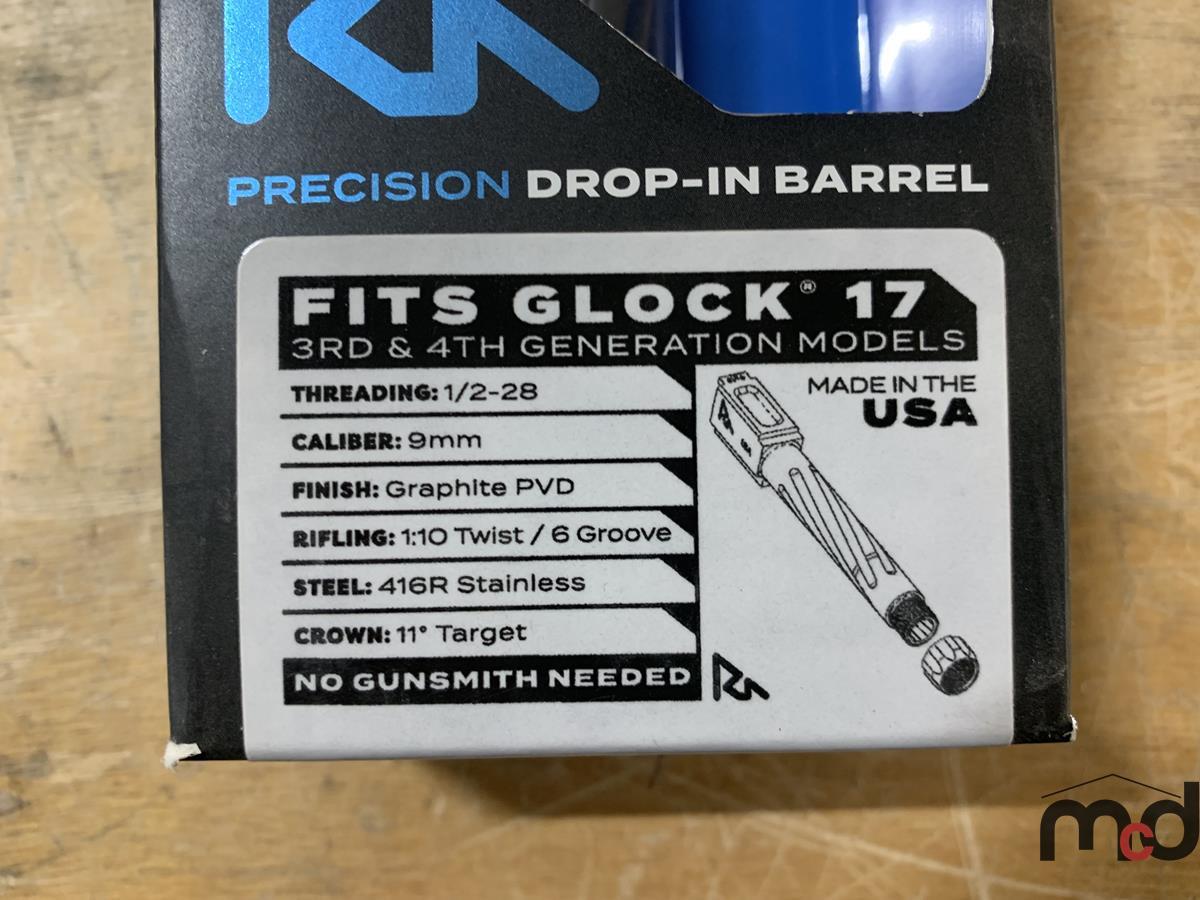 PRECISION DROP-IN BARREL
FITS GLOCK® 17
3RD & 4TH GENERATION MODELS
THREADING: 1/2-28
CALIBER: 9mm
FINISH: Graphite PVD
RIFLING: 1:10 Twist / 6 Groove
STEEL: 416R Stainless
CROWN: 11° Target
NO GUNSMITH NEEDED
MADE IN THE
USA
mcd